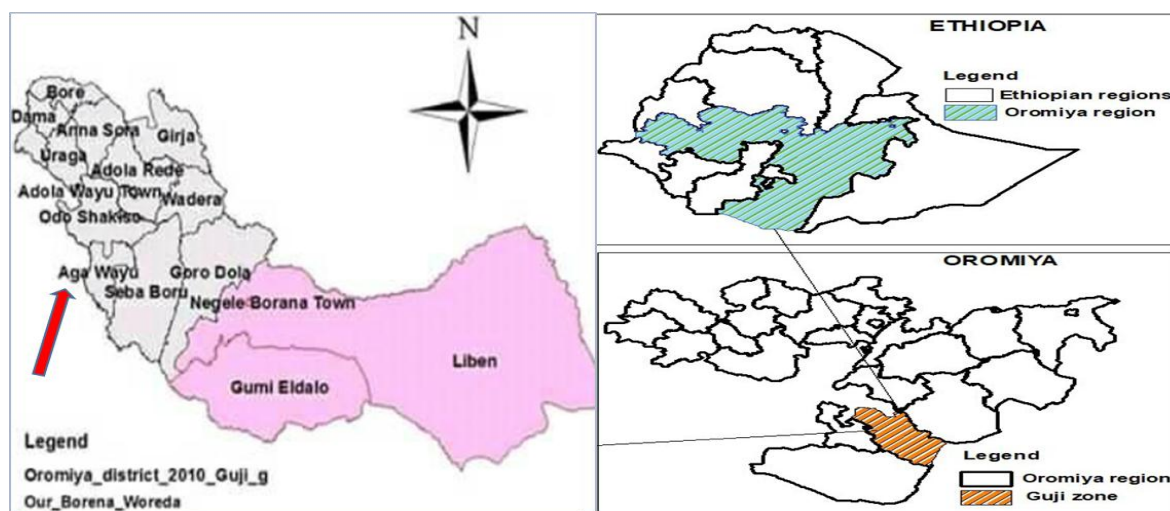 N
Bore
Dama
Anna Sora
Girja
Uraga
Adola Rede
Adola Wayu Town
Wadera
Odo Shakiso
Aga Wayu
Goro Dola
Seba Boru
Negele Borana Town
Liben
Gumi Eldalo
Legend
Oromiya_district_2010_Guji_g
Our_Borena_Woreda
ETHIOPIA
Legend
Ethiopian regions
Oromiya region
OROMIYA
Legend
Oromiya region
Guji zone